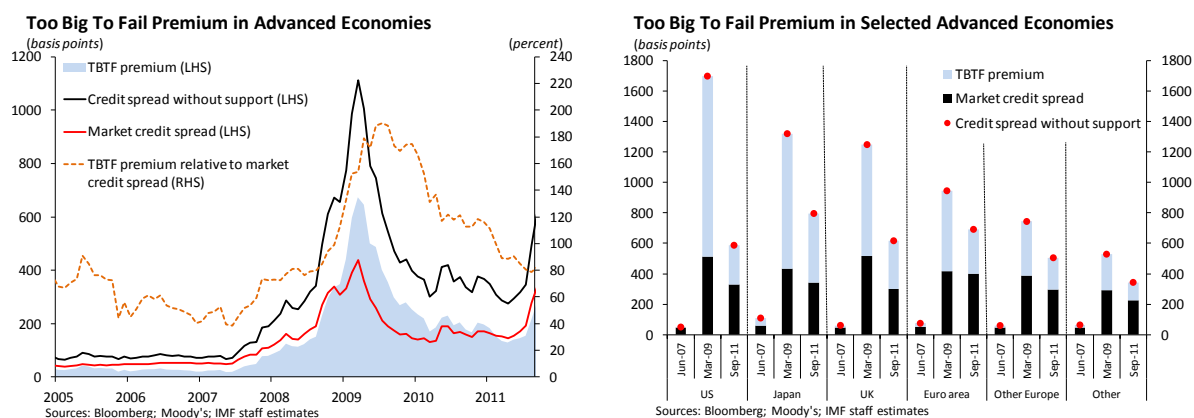 Too Big To Fail Premium in Advanced Economies
(basis points)
(percent)
1200
1000
800
600
400
200
0
240
220
200
180
160
140
120
100
80
60
40
20
0
TBTF premium (LHS)
Credit spread without support (LHS)
Market credit spread (LHS)
TBTF premium relative to market
credit spread (RHS)
2005 2006 2007 2008 2009 2010 2011
Sources: Bloomberg; Moody's; IMF staff estimates
Too Big To Fail Premium in Selected Advanced Economies
(basis points)
1800
1600
1400
1200
1000
800
600
400
200
0
1800
1600
1400
1200
1000
800
600
400
200
0
TBTF premium
Market credit spread
Credit spread without support
Jun-07 Mar-09 Sep-11 Jun-07 Mar-09 Sep-11 Jun-07 Mar-09 Sep-11 Jun-07 Mar-09 Sep-11 Jun-07 Mar-09 Sep-11 Jun-07 Mar-09 Sep-11
US Japan UK Euro area Other Europe Other
Sources: Bloomberg; Moody's; IMF staff estimates